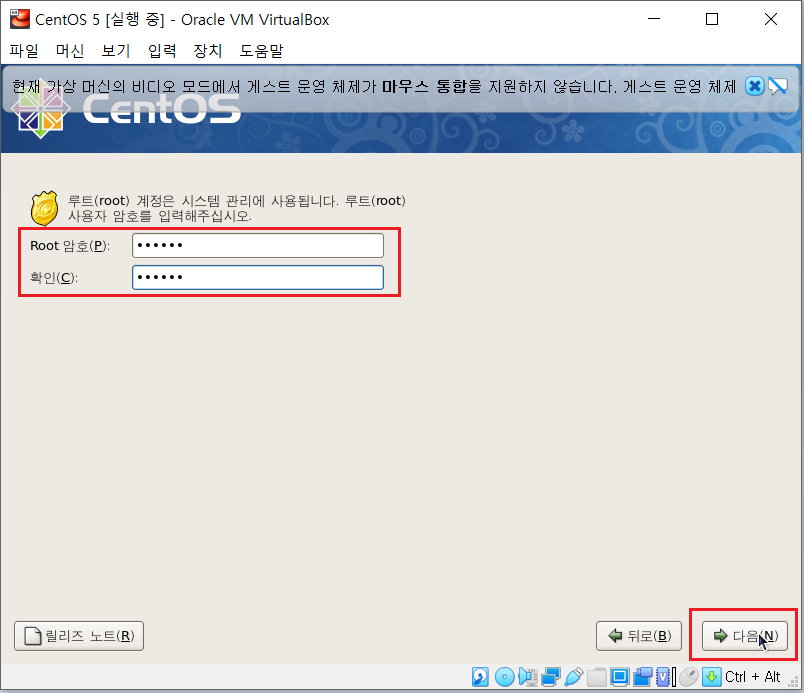 CentOS 5 [실행 중] - Oracle VM VirtualBox
파일 머신 보기 입력 장치 도움말
현재 가상 머신의 비디오 모드에서 게스트 운영 체제가 마우스 통합을 지원하지 않습니다. 게스트 운영 체제
CentOS
루트(root) 계정은 시스템 관리에 사용됩니다. 루트(root)
사용자 암호를 입력해주십시오.
Root 암호(P): ••••••
확인(C): ••••••
릴리즈 노트(R) 뒤로(B) 다음(N)
Ctrl + Alt